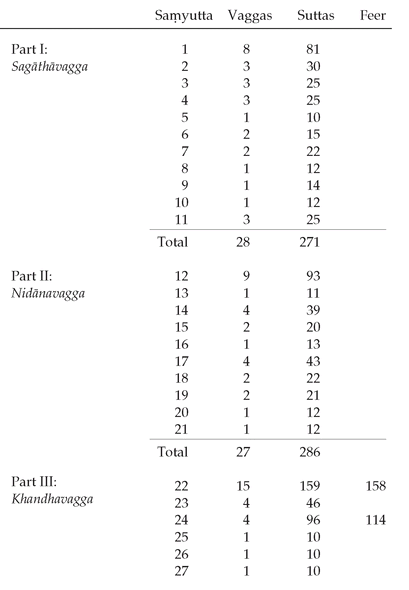 Saṃyutta Vaggas Suttas Feer
Part I: 1 8 81
Sagāthāvagga 2 3 30
3 3 25
4 3 25
5 1 10
6 2 15
7 2 22
8 1 12
9 1 14
10 1 12
11 3 25
Total 28 271
Part II: 12 9 93
Nidānavagga 13 1 11
14 4 39
15 2 20
16 1 13
17 4 43
18 2 22
19 2 21
20 1 12
21 1 12
Total 27 286
Part III: 22 15 159 158
Khandhavagga 23 4 46
24 4 96 114
25 1 10
26 1 10
27 1 10